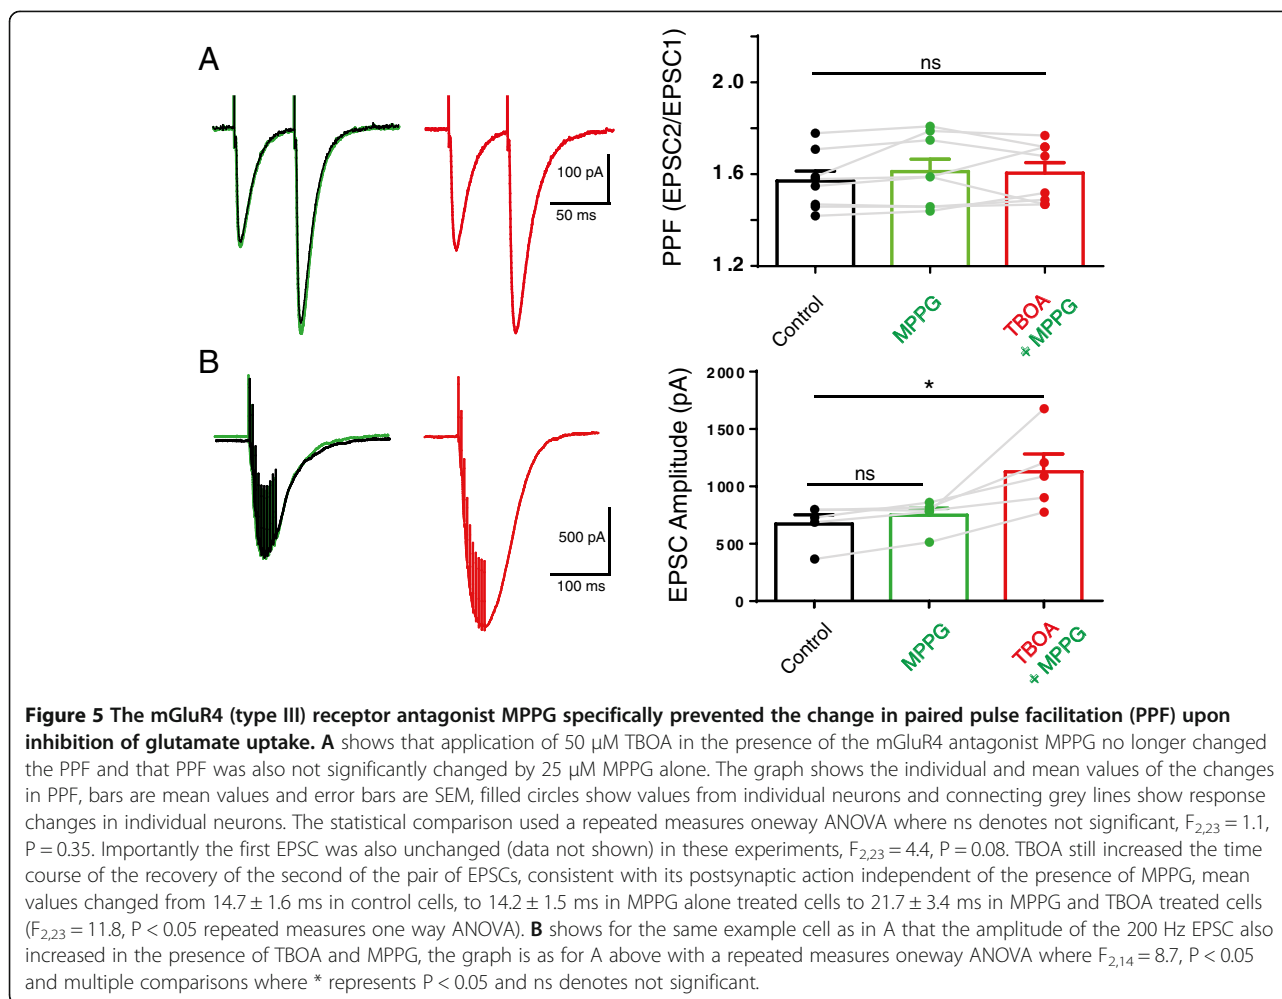 A
100 pA
50 ms
PPF (EPSC2/EPSC1)
2.0
1.6
1.2
ns
Control
MPPG
TBOA
+ MPPG
B
500 pA
100 ms
EPSC Amplitude (pA)
2000
1500
1000
500
0
*
ns
Control
MPPG
TBOA
+ MPPG
Figure 5 The mGluR4 (type III) receptor antagonist MPPG specifically prevented the change in paired pulse facilitation (PPF) upon
inhibition of glutamate uptake. A shows that application of 50 μM TBOA in the presence of the mGluR4 antagonist MPPG no longer changed
the PPF and that PPF was also not significantly changed by 25 μM MPPG alone. The graph shows the individual and mean values of the changes
in PPF, bars are mean values and error bars are SEM, filled circles show values from individual neurons and connecting grey lines show response
changes in individual neurons. The statistical comparison used a repeated measures oneway ANOVA where ns denotes not significant, F2,23 = 1.1,
P = 0.35. Importantly the first EPSC was also unchanged (data not shown) in these experiments, F2,23 = 4.4, P = 0.08. TBOA still increased the time
course of the recovery of the second of the pair of EPSCs, consistent with its postsynaptic action independent of the presence of MPPG, mean
values changed from 14.7 ± 1.6 ms in control cells, to 14.2 ± 1.5 ms in MPPG alone treated cells to 21.7 ± 3.4 ms in MPPG and TBOA treated cells
(F2,23 = 11.8, P < 0.05 repeated measures one way ANOVA). B shows for the same example cell as in A that the amplitude of the 200 Hz EPSC also
increased in the presence of TBOA and MPPG, the graph is as for A above with a repeated measures oneway ANOVA where F2,14 = 8.7, P < 0.05
and multiple comparisons where * represents P < 0.05 and ns denotes not significant.